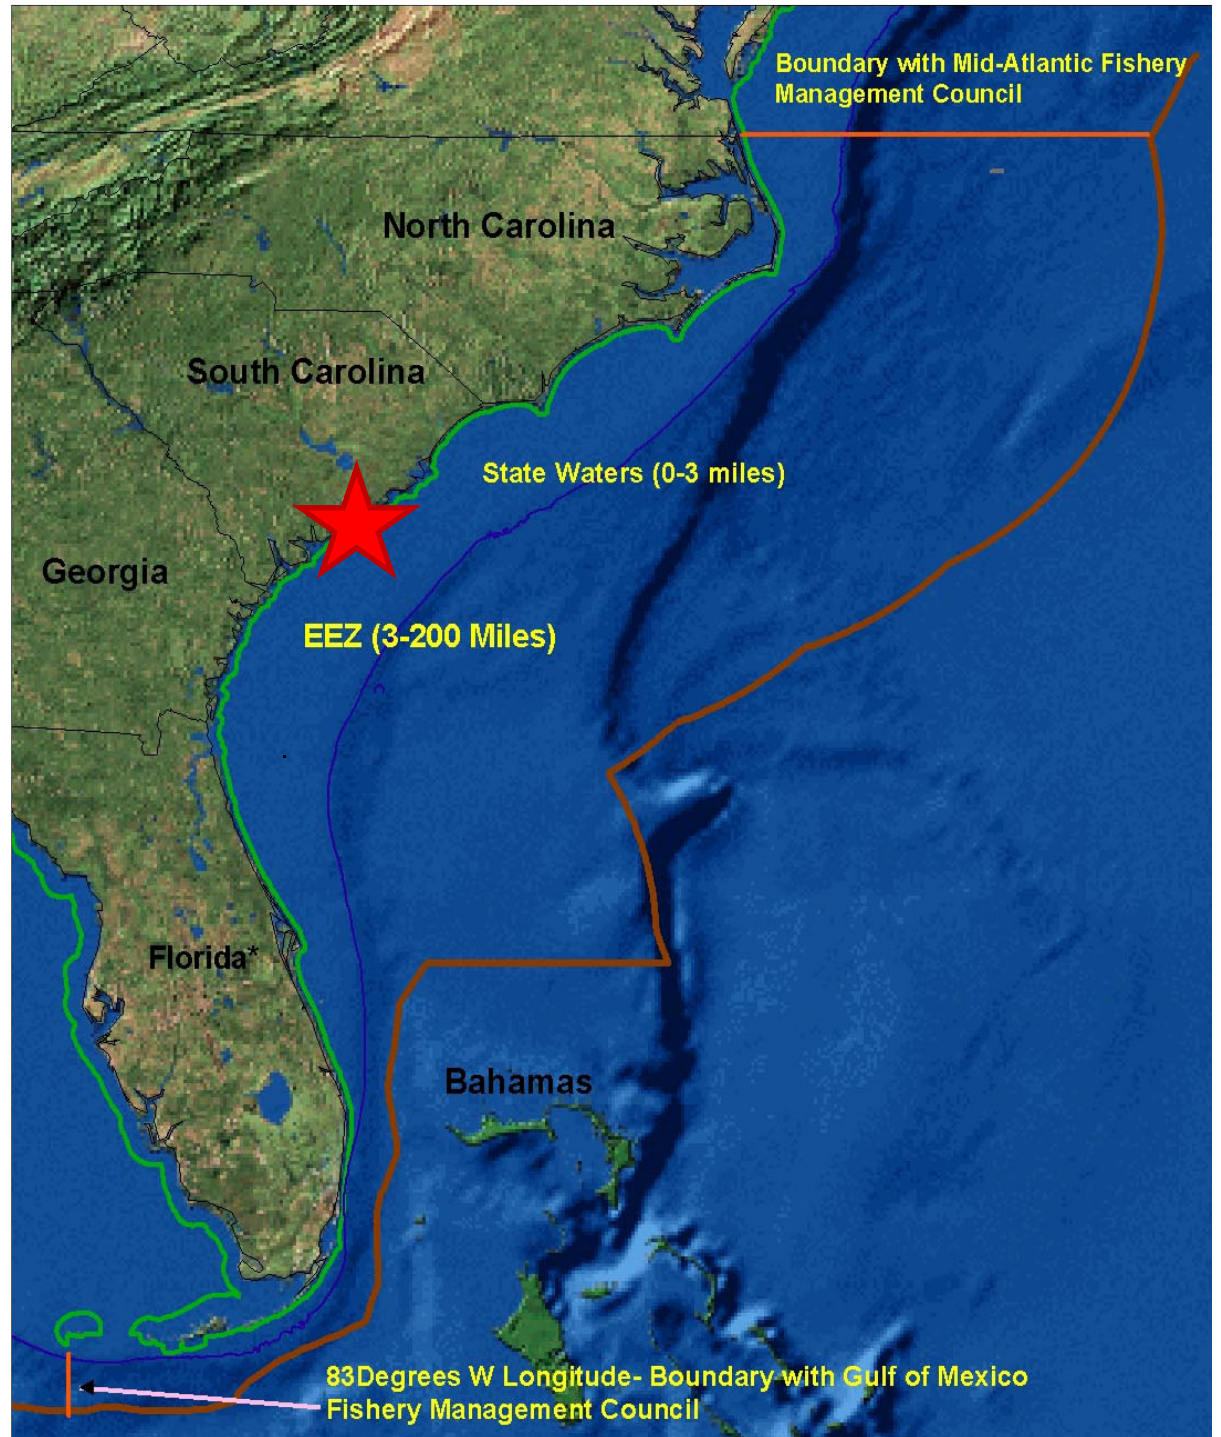 Boundary with Mid-Atlantic Fishery
Management Council
North Carolina
South Carolina
State Waters (0-3 miles)
Georgia
EEZ (3-200 Miles)
Florida*
Bahamas
83Degrees W Longitude- Boundary with Gulf of Mexico
Fishery Management Council